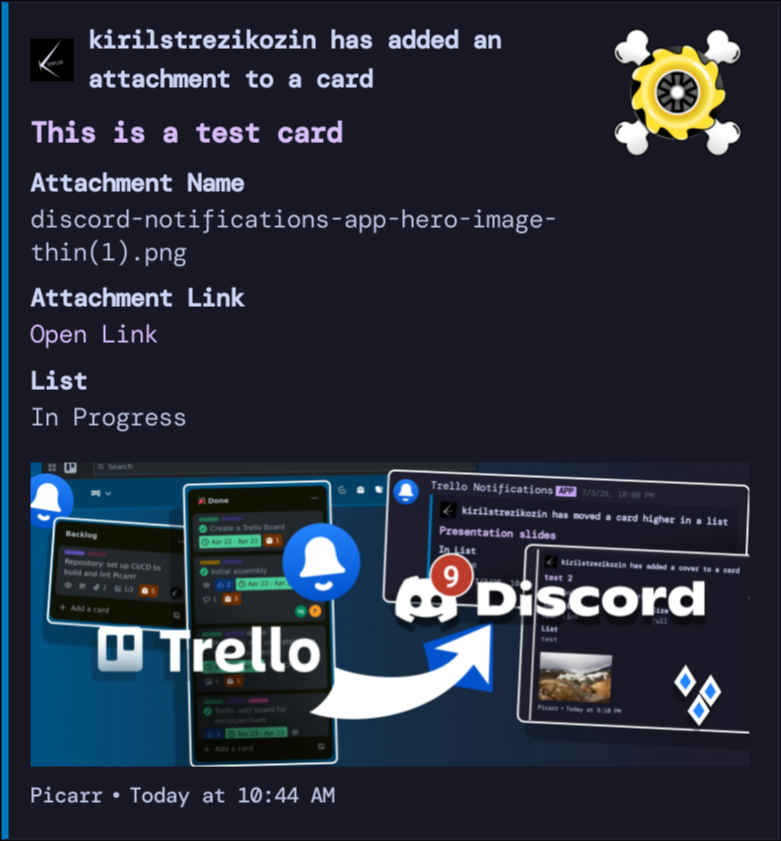 kirilstrezikozin has added an
attachment to a card
This is a test card
Attachment Name
discord-notifications-app-hero-image-
thin(1).png
Attachment Link
Open Link
List
In Progress
Search
Backlog
Repository: set up CI/CD to
build and lint Picarr
2
1/2
5
+ Add a card
Done
Create a Trello Board
Apr 22 - Apr 22
1
Initial assembly
2
Apr 22 - Apr
1
3
1
1
Trello: add board for
retrospectives
3
Apr 23 - Apr 23
+ Add a card
Trello
Trello Notifications APP 7/3/25, 10:06 PM
kirilstrezikozin has moved a card higher in a list
Presentation slides
In List
9
Discord
kirilstrezikozin has added a cover to a card
test 2
List
test
Picarr • Today at 5:10 PM
Picarr • Today at 10:44 AM